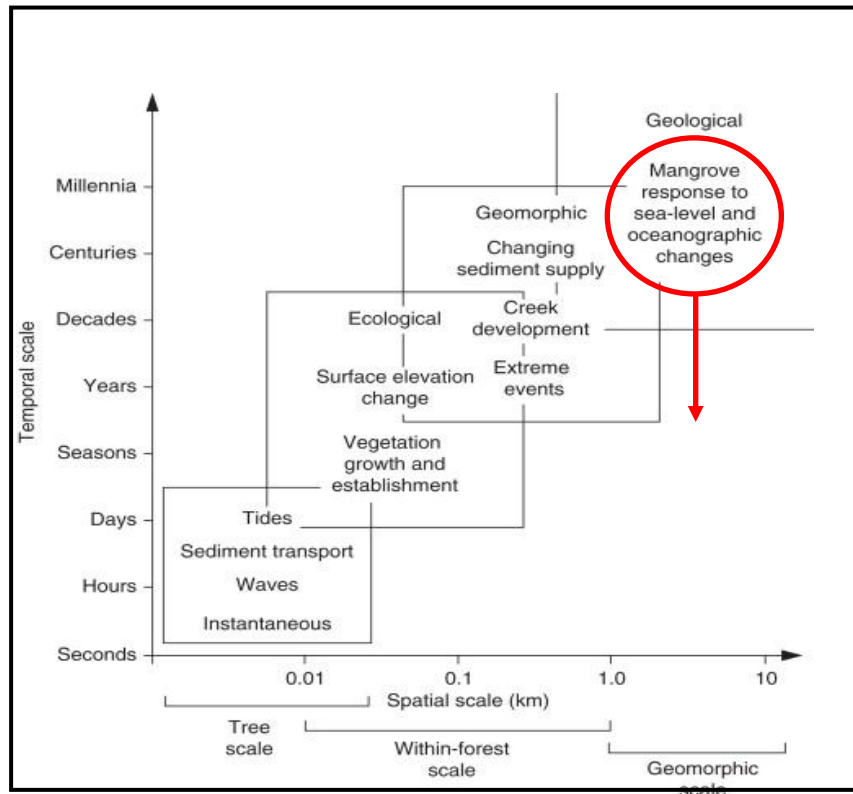 Geological
Millennia
Mangrove
response to
sea-level and
oceanographic
changes
Geomorphic
Centuries
Changing
sediment supply
Decades
Ecological
Creek
development
Temporal scale
Years
Surface elevation
change
Extreme
events
Seasons
Vegetation
growth and
establishment
Days
Tides
Sediment transport
Hours
Waves
Instantaneous
Seconds
0.01
0.1
1.0
10
Spatial scale (km)
Tree
scale
Within-forest
scale
Geomorphic
scale